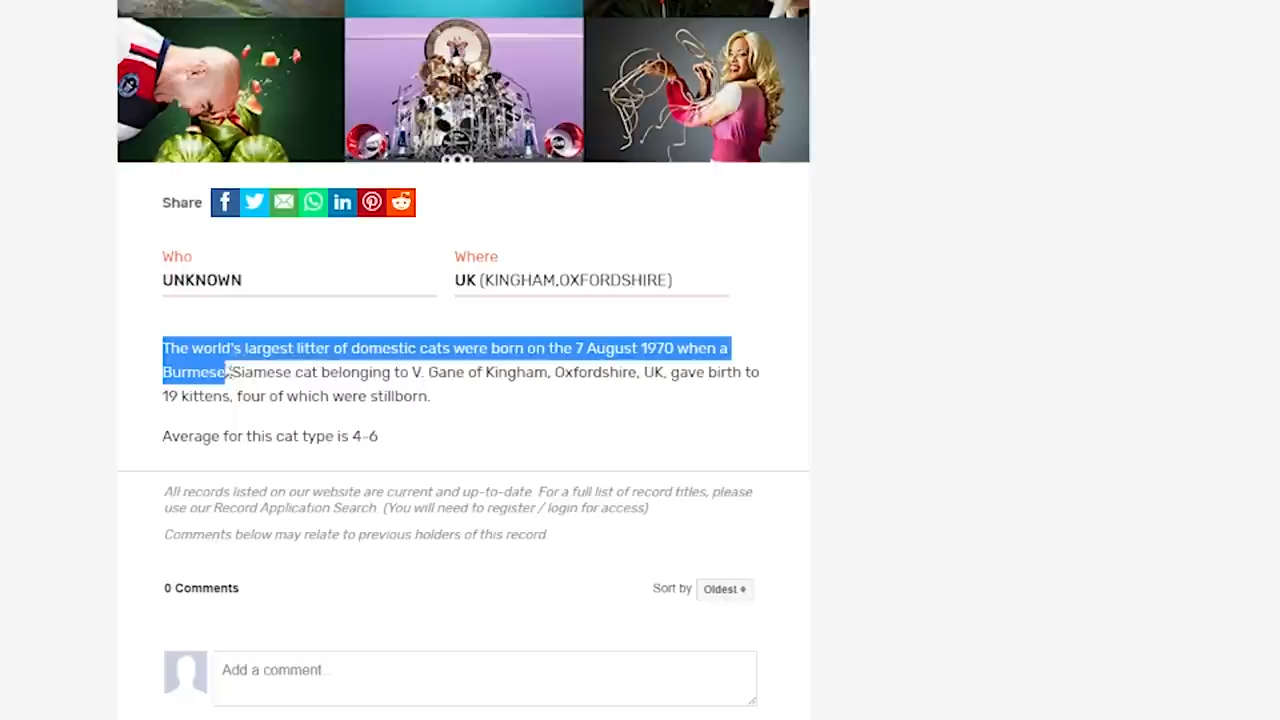 Share
Who
Where
UNKNOWN
UK (KINGHAM,OXFORDSHIRE)
The world's largest litter of domestic cats were born on the 7 August 1970 when a
Burmese/Siamese cat belonging to V. Gane of Kingham, Oxfordshire, UK, gave birth to
19 kittens, four of which were stillborn.
Average for this cat type is 4-6
All records listed on our website are current and up-to-date. For a full list of record titles, please
use our Record Application Search. (You will need to register / login for access)
Comments below may relate to previous holders of this record.
0 Comments
Sort by Oldest
Add a comment...